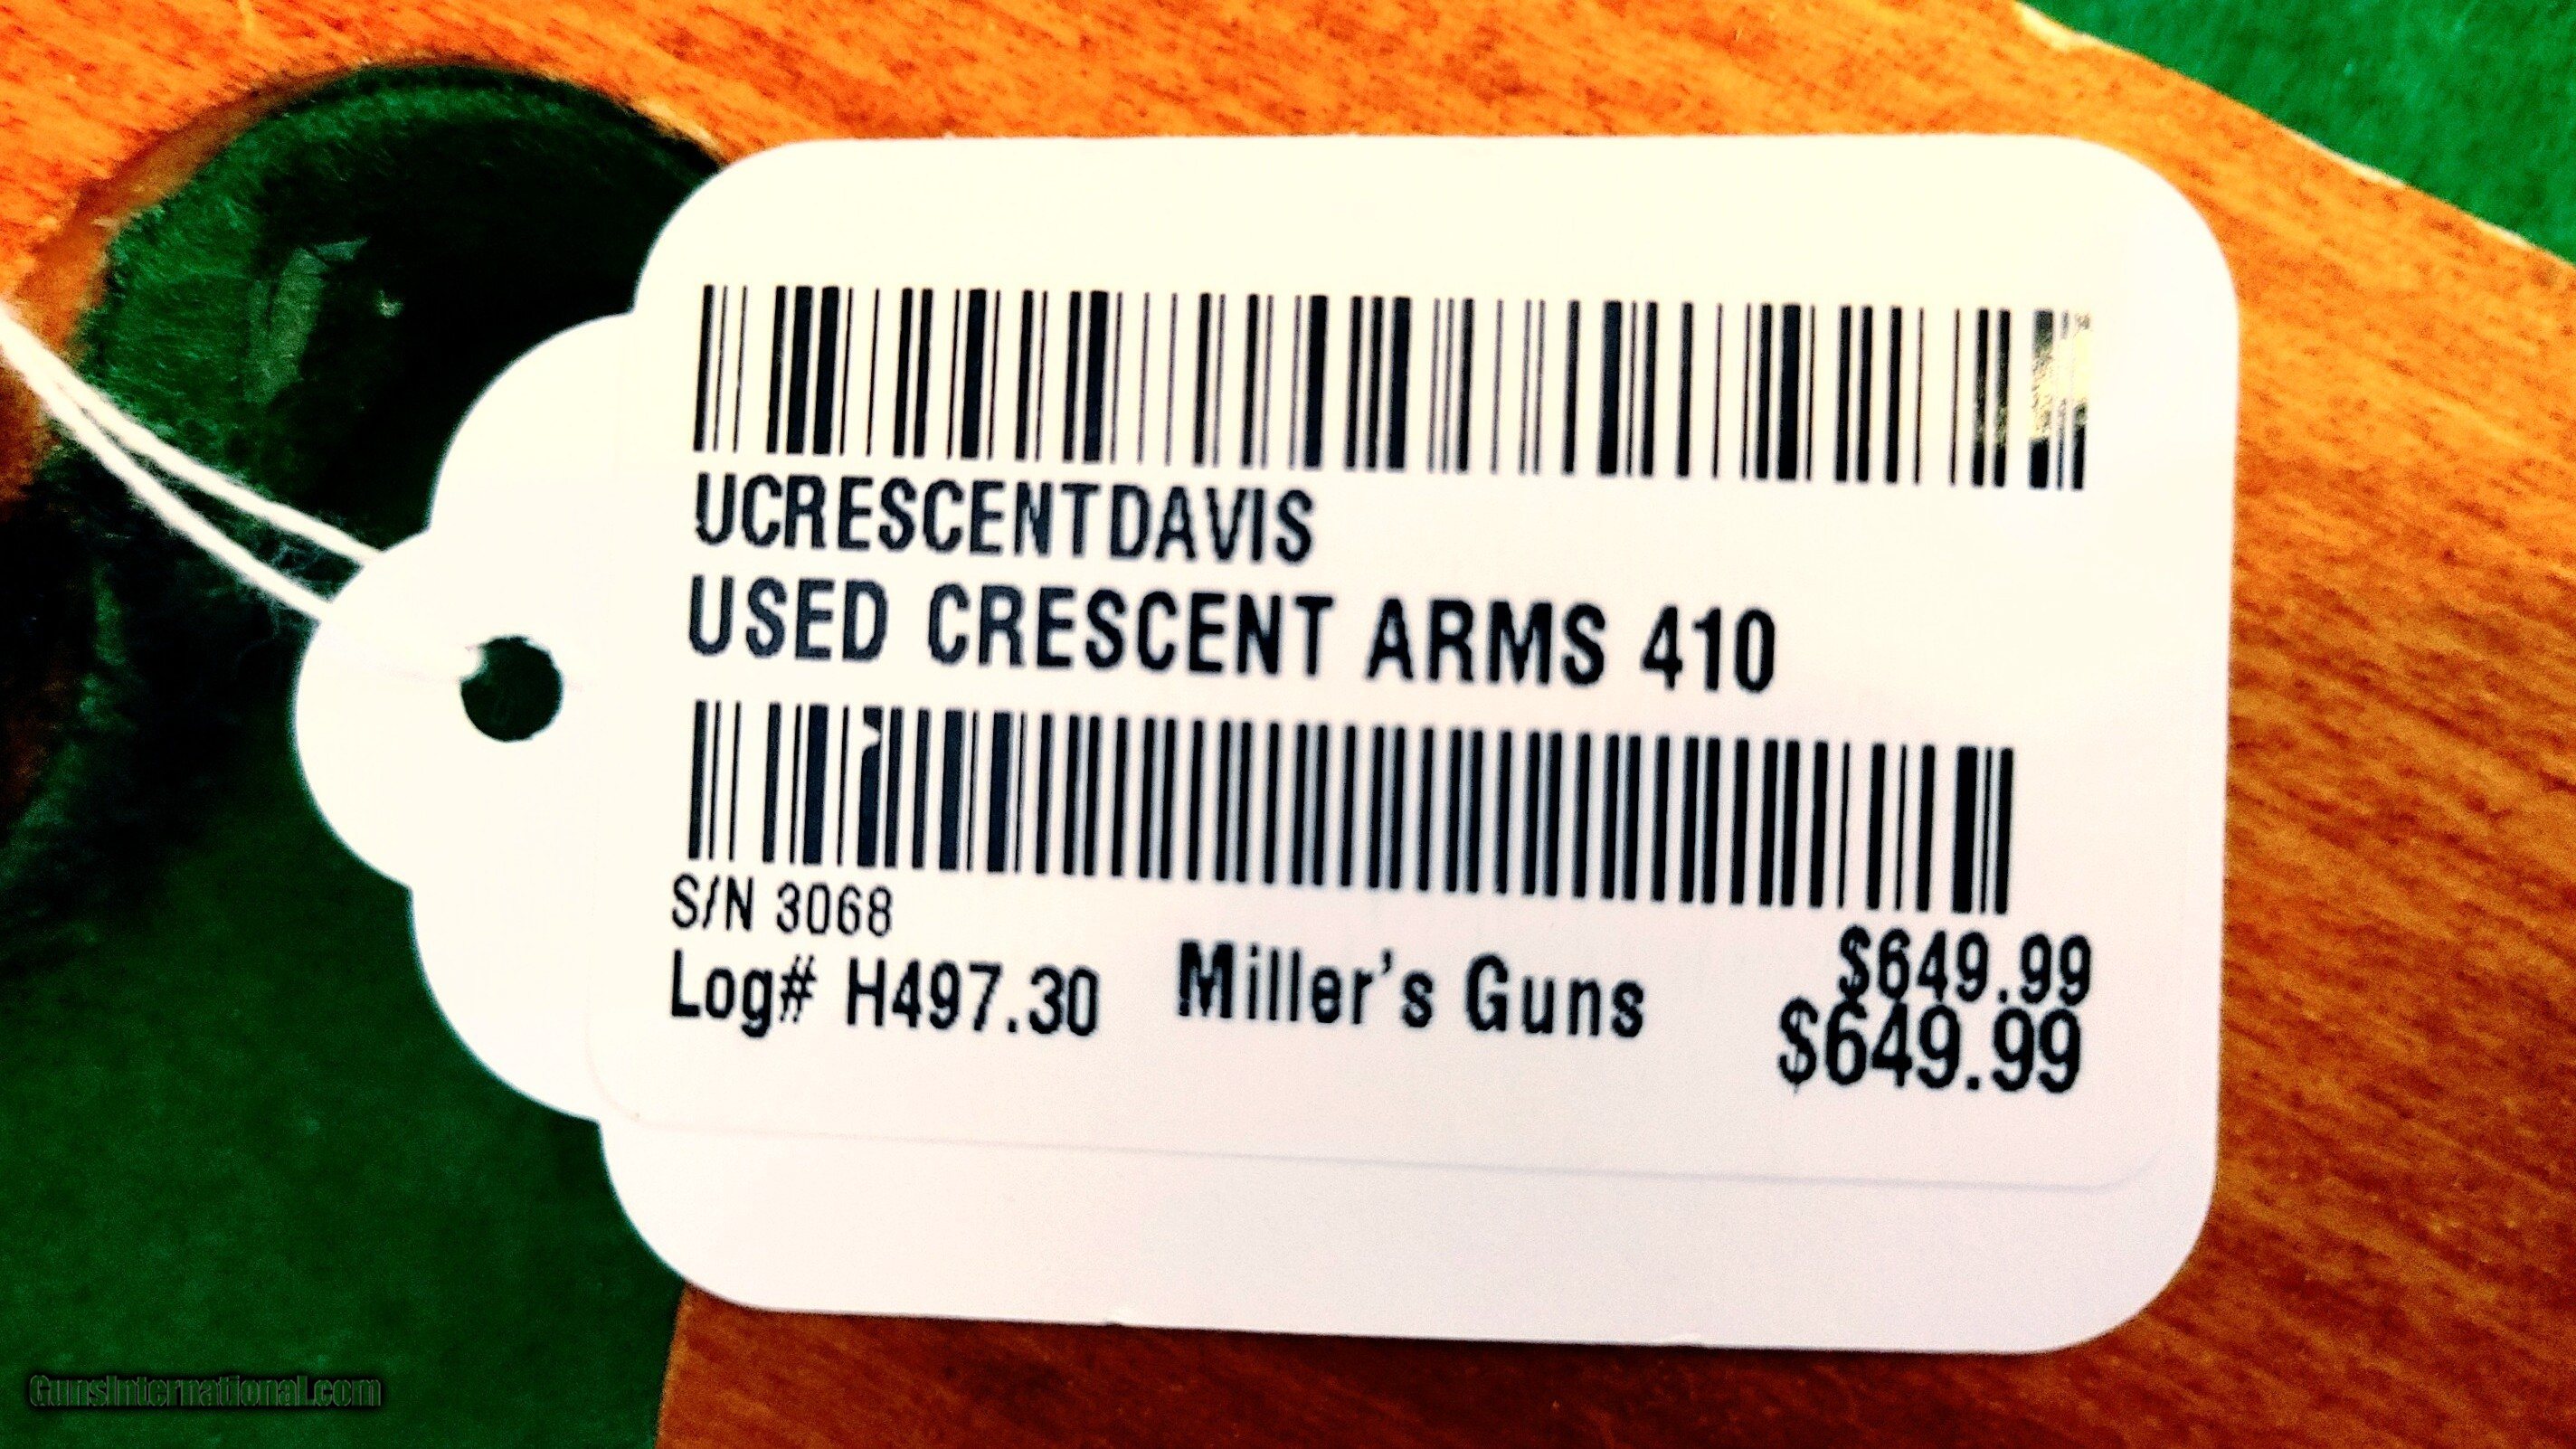 UCRESCENTDAVIS
USED CRESCENT ARMS 410
S/N 3068
$649.99
Log# H497.30 Miller's Guns
$649.99
GunsInternational.com